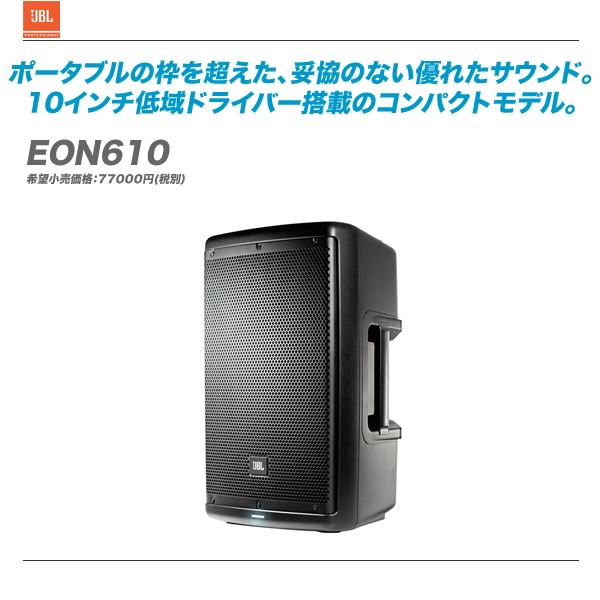 JBL
PROFESSIONAL
ポータブルの枠を超えた、妥協のない優れたサウンド。
10インチ低域ドライバー搭載のコンパクトモデル。
EON610
希望小売価格:77000円(税別)
JBL